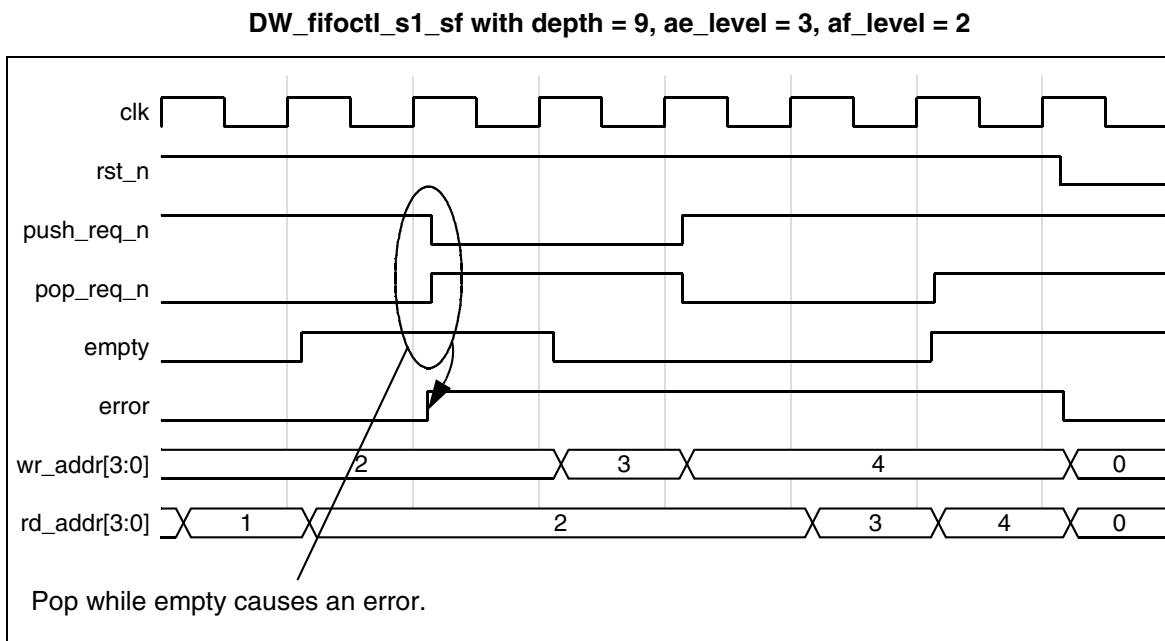 DW_fifoctl_s1_sf with depth = 9, ae_level = 3, af_level = 2
clk
rst_n
push_req_n
pop_req_n
empty
error
wr_addr[3:0] 2 3 4 0
rd_addr[3:0] 1 2 3 4 0
Pop while empty causes an error.